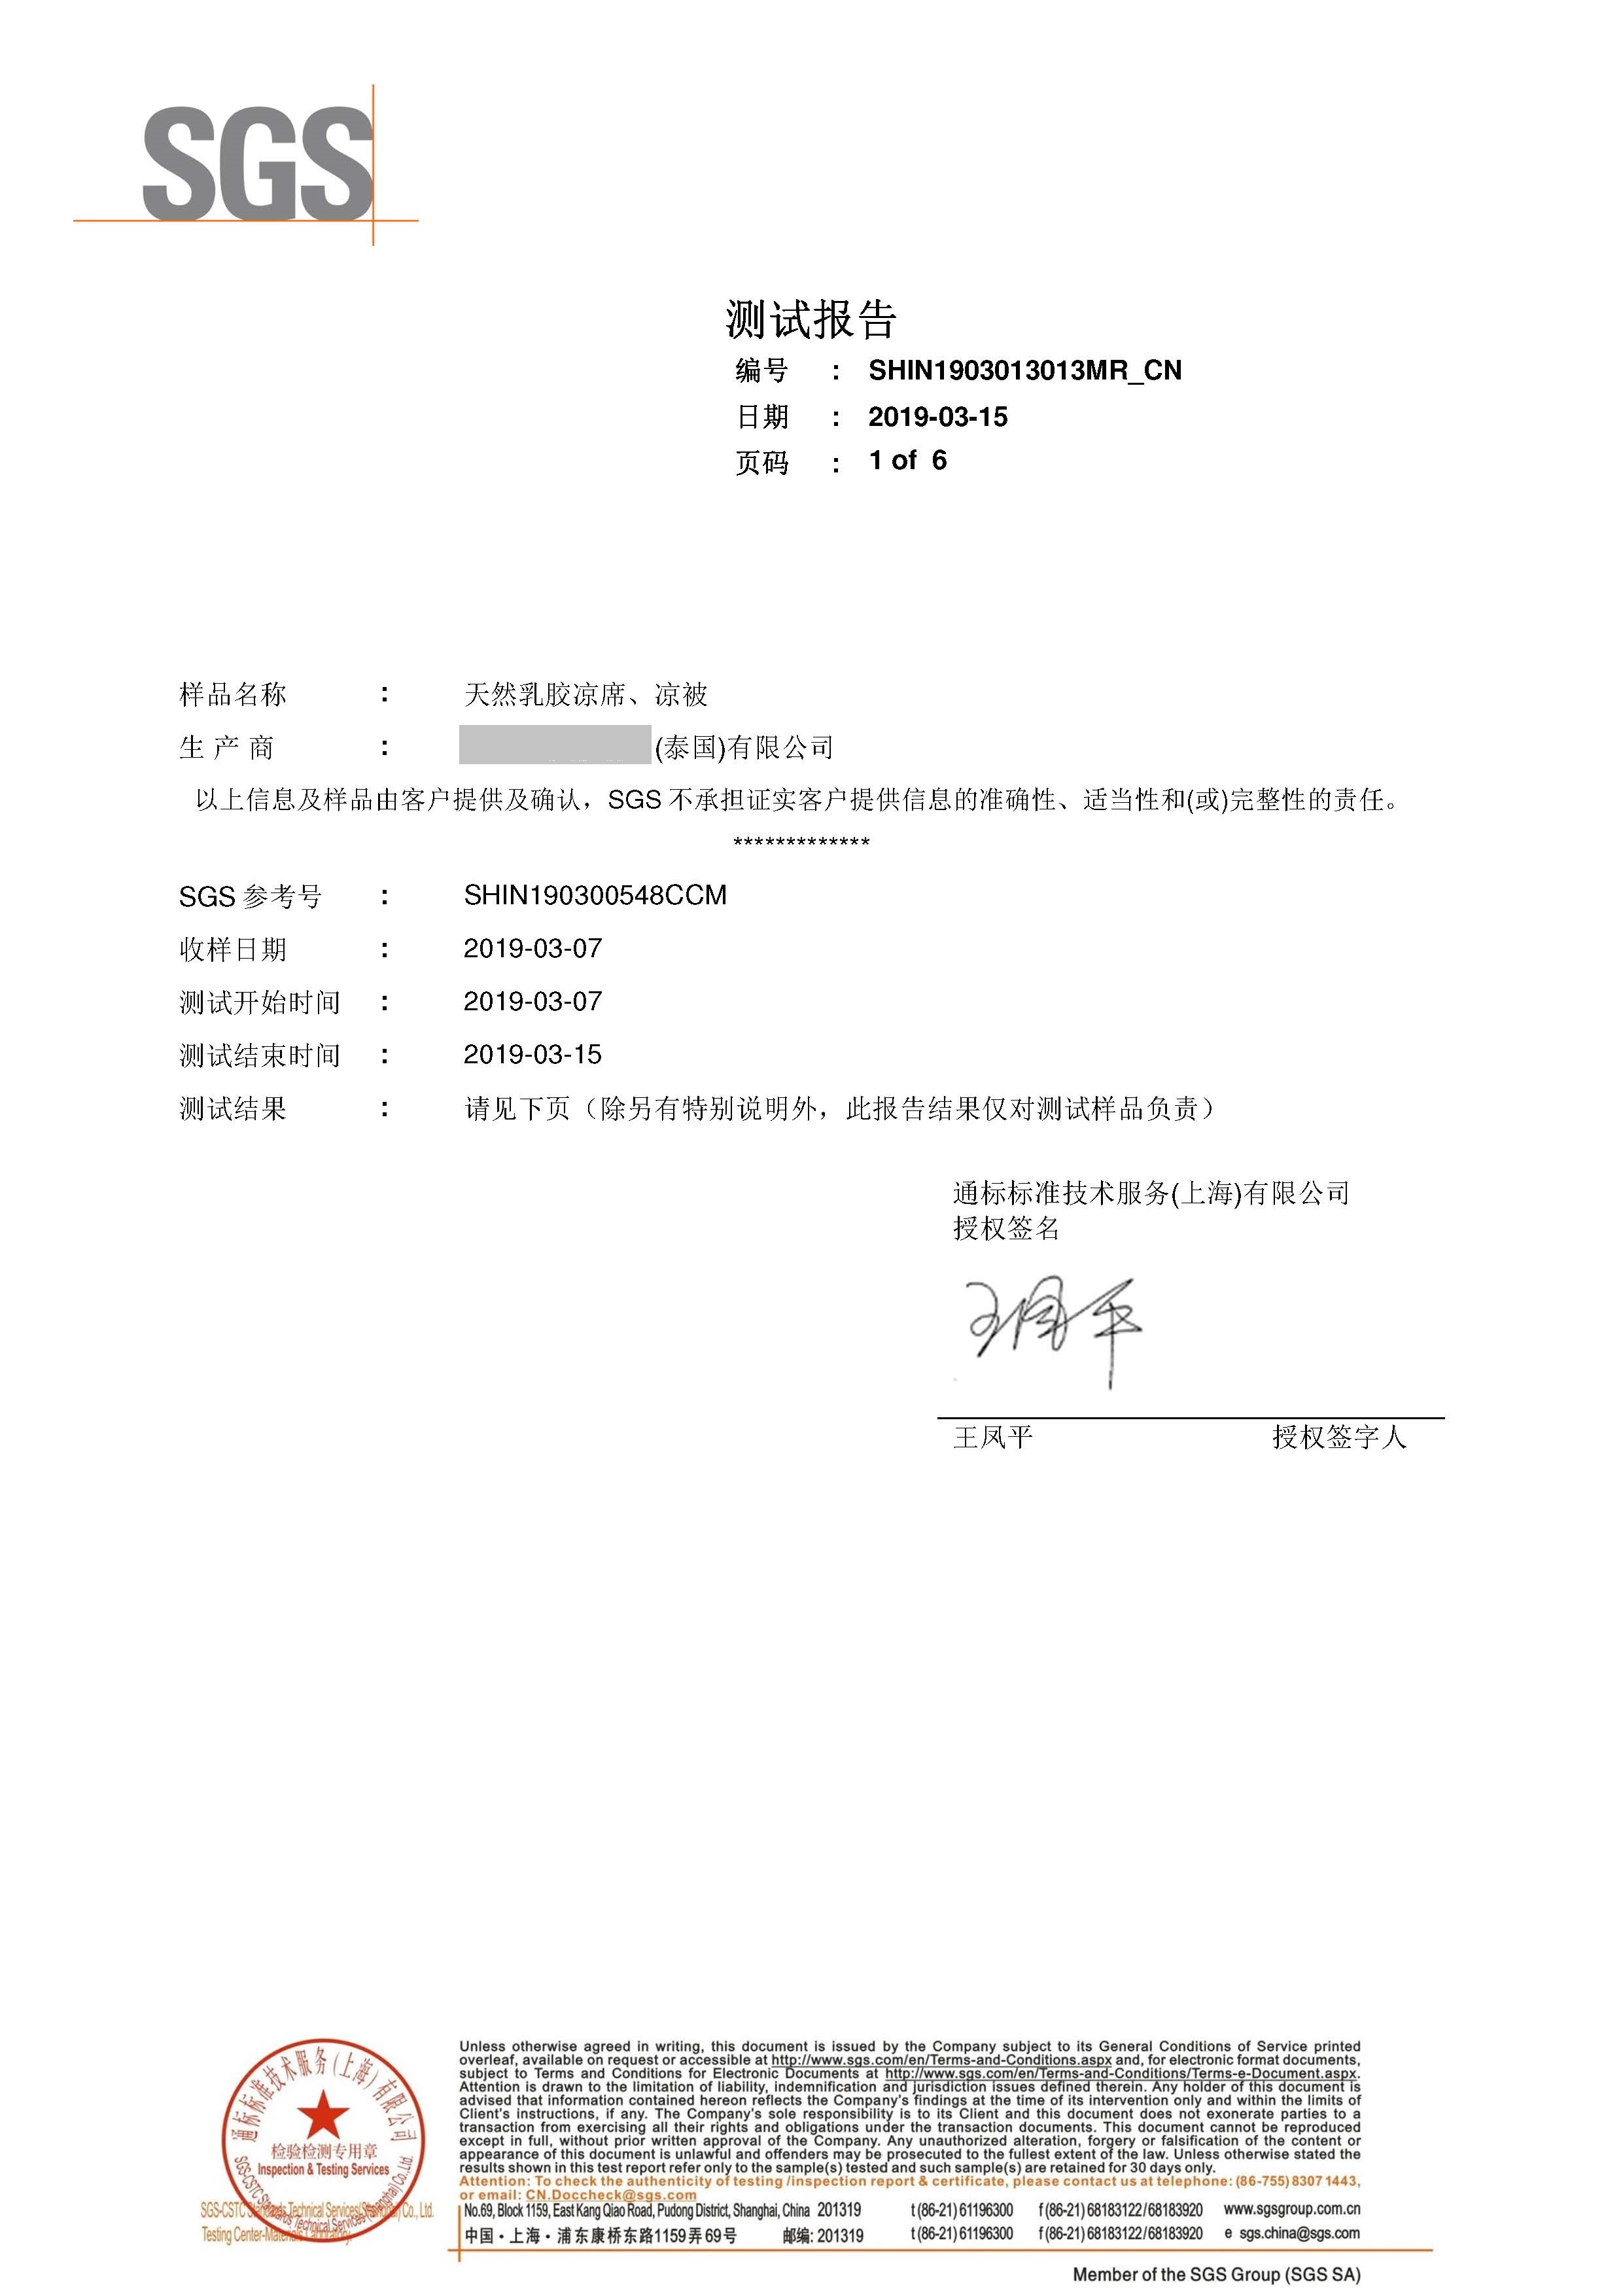 SGS
测试报告
编号 : SHIN1903013013MR_CN
日期 : 2019-03-15
页码 : 1 of 6
样品名称 : 天然乳胶凉席、凉被
生 产 商 : (泰国)有限公司
以上信息及样品由客户提供及确认，SGS 不承担证实客户提供信息的准确性、适当性和(或)完整性的责任。
*************
SGS 参考号 : SHIN190300548CCM
收样日期 : 2019-03-07
测试开始时间 : 2019-03-07
测试结束时间 : 2019-03-15
测试结果 : 请见下页（除另有特别说明外，此报告结果仅对测试样品负责）
通标标准技术服务(上海)有限公司
授权签名
王凤平
王凤平 授权签字人
通标标准技术服务(上海)有限公司
检验检测专用章
Inspection & Testing Services
SGS-CSTC Standards Technical Services(Shanghai)Co., Ltd.
SGS-CSTC Standards Technical Services(Shanghai)Co., Ltd.
Testing Center-Materials Laboratory
Unless otherwise agreed in writing, this document is issued by the Company subject to its General Conditions of Service printed
overleaf, available on request or accessible at http://www.sgs.com/en/Terms-and-Conditions.aspx and, for electronic format documents,
subject to Terms and Conditions for Electronic Documents at http://www.sgs.com/en/Terms-and-Conditions/Terms-e-Document.aspx.
Attention is drawn to the limitation of liability, indemnification and jurisdiction issues defined therein. Any holder of this document is
advised that information contained hereon reflects the Company's findings at the time of its intervention only and within the limits of
Client's instructions, if any. The Company's sole responsibility is to its Client and this document does not exonerate parties to a
transaction from exercising all their rights and obligations under the transaction documents. This document cannot be reproduced
except in full, without prior written approval of the Company. Any unauthorized alteration, forgery or falsification of the content or
appearance of this document is unlawful and offenders may be prosecuted to the fullest extent of the law. Unless otherwise stated the
results shown in this test report refer only to the sample(s) tested and such sample(s) are retained for 30 days only.
Attention: To check the authenticity of testing /inspection report & certificate, please contact us at telephone: (86-755) 8307 1443,
or email: CN.Doccheck@sgs.com
No.69, Block 1159, East Kang Qiao Road, Pudong District, Shanghai, China 201319 t (86-21) 61196300 f (86-21) 68183122/68183920 www.sgsgroup.com.cn
中国·上海·浦东康桥东路1159弄69号 邮编: 201319 t (86-21) 61196300 f (86-21) 68183122/68183920 e sgs.china@sgs.com
Member of the SGS Group (SGS SA)